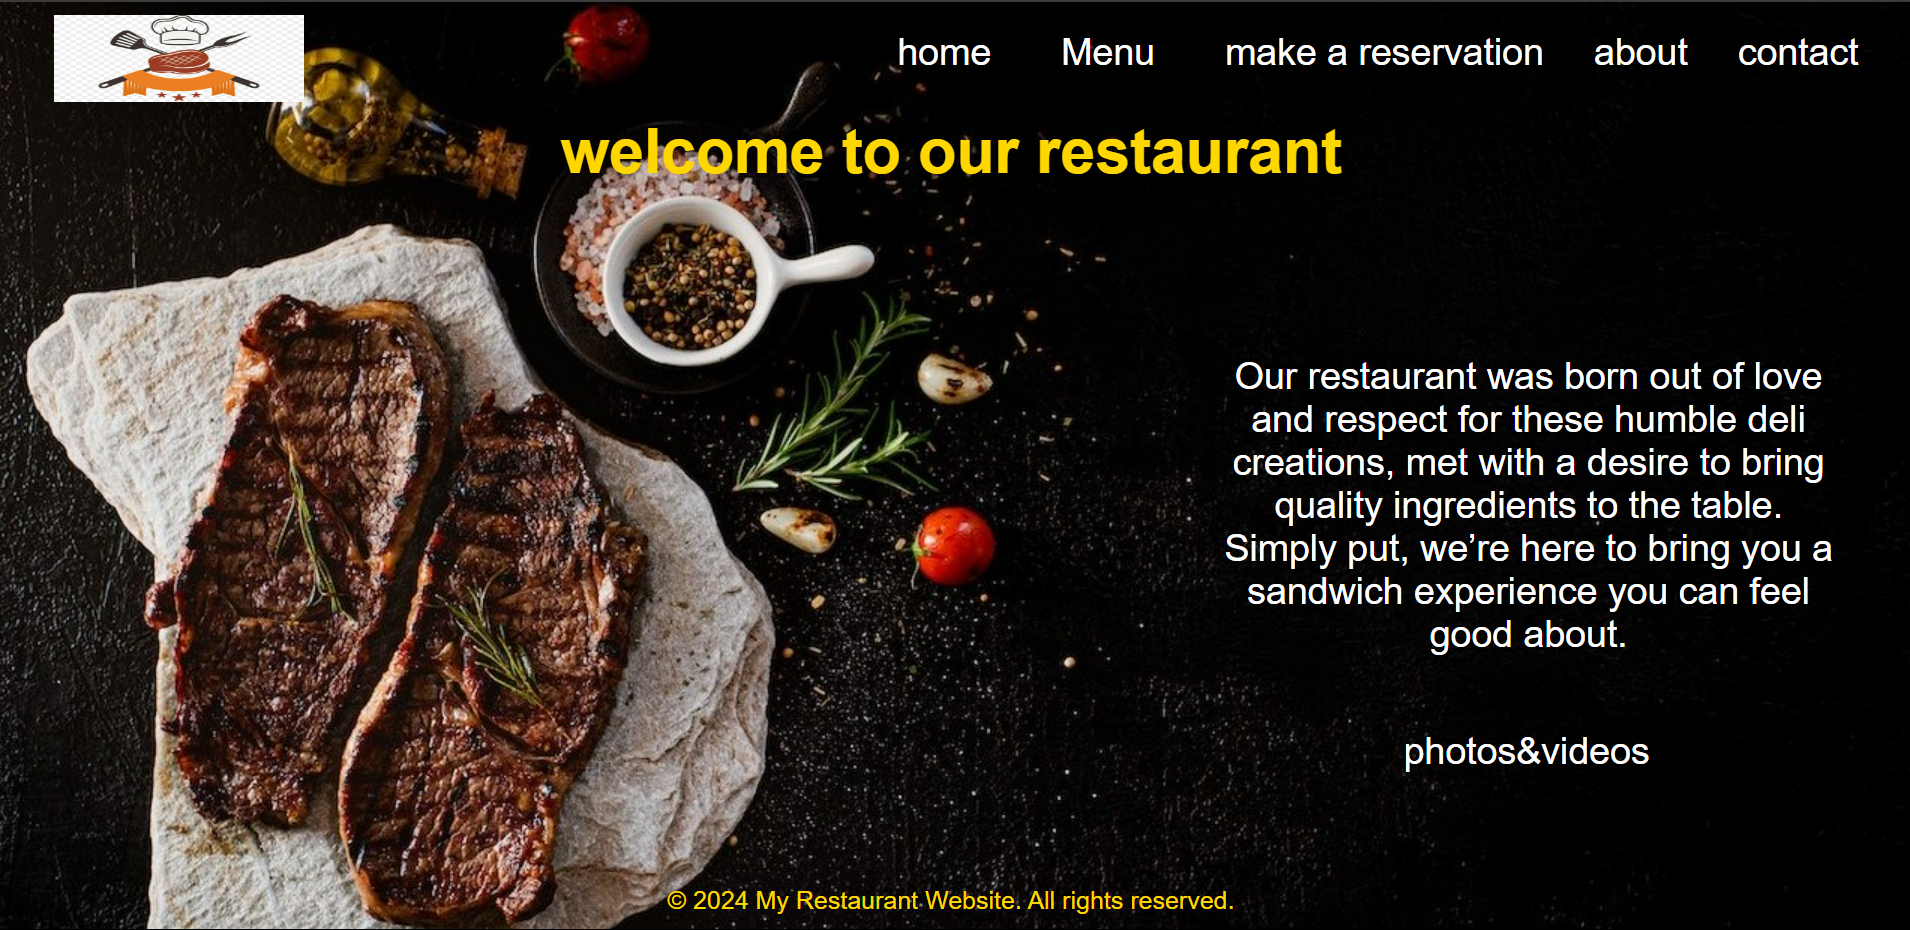 home Menu make a reservation about contact
welcome to our restaurant
Our restaurant was born out of love
and respect for these humble deli
creations, met with a desire to bring
quality ingredients to the table.
Simply put, we’re here to bring you a
sandwich experience you can feel
good about.
photos&videos
© 2024 My Restaurant Website. All rights reserved.